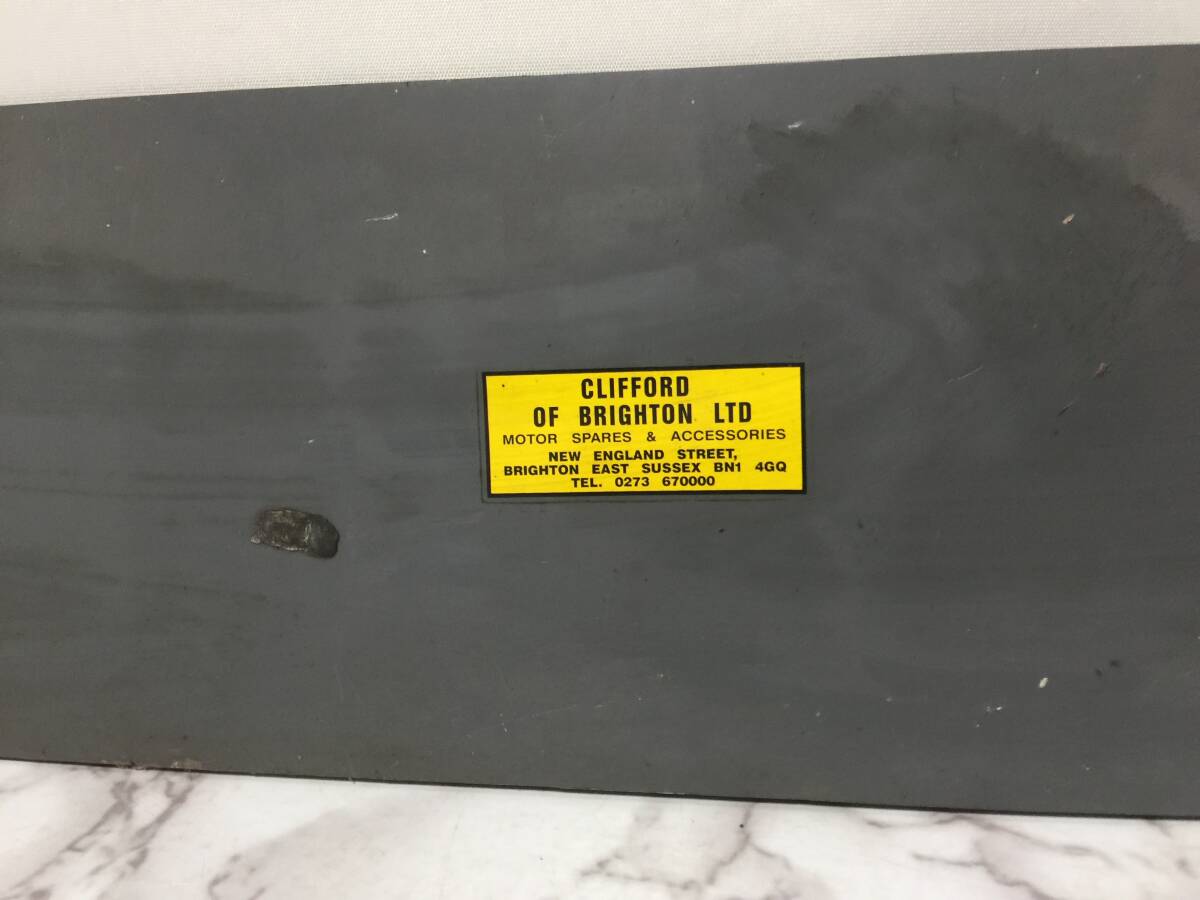 CLIFFORD
OF BRIGHTON LTD
MOTOR SPARES & ACCESSORIES
NEW ENGLAND STREET,
BRIGHTON EAST SUSSEX BN1 4GQ
TEL. 0273 670000